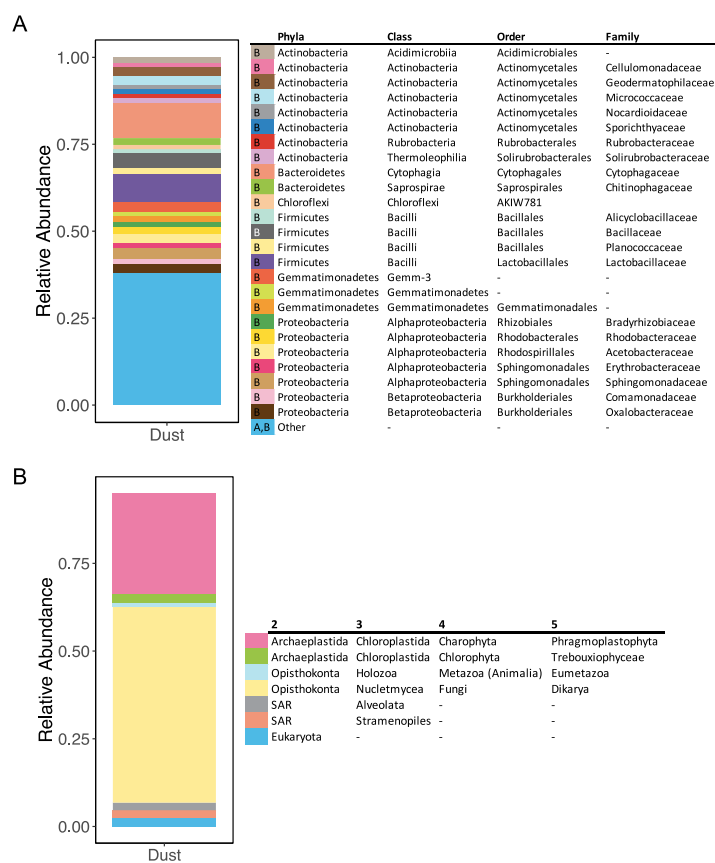 A
Phyla Class Order Family
1.00
0.75
0.50
0.25
0.00
Relative Abundance
Dust
B Actinobacteria Acidimicrobiia Acidimicrobiales -
B Actinobacteria Actinobacteria Actinomycetales Cellulomonadaceae
B Actinobacteria Actinobacteria Actinomycetales Geodermatophilaceae
B Actinobacteria Actinobacteria Actinomycetales Micrococcaceae
B Actinobacteria Actinobacteria Actinomycetales Nocardioidaceae
B Actinobacteria Actinobacteria Actinomycetales Sporichthyaceae
B Actinobacteria Rubrobacteria Rubrobacterales Rubrobacteraceae
B Actinobacteria Thermoleophilia Solirubrobacterales Solirubrobacteraceae
B Bacteroidetes Cytophagia Cytophagales Cytophagaceae
B Bacteroidetes Saprospirae Saprospirales Chitinophagaceae
B Chloroflexi Chloroflexi AKIW781
B Firmicutes Bacilli Bacillales Alicyclobacillaceae
B Firmicutes Bacilli Bacillales Bacillaceae
B Firmicutes Bacilli Bacillales Planococcaceae
B Firmicutes Bacilli Lactobacillales Lactobacillaceae
B Gemmatimonadetes Gemm-3 - -
B Gemmatimonadetes Gemmatimonadetes - -
B Gemmatimonadetes Gemmatimonadetes Gemmatimonadales -
B Proteobacteria Alphaproteobacteria Rhizobiales Bradyrhizobiaceae
B Proteobacteria Alphaproteobacteria Rhodobacterales Rhodobacteraceae
B Proteobacteria Alphaproteobacteria Rhodospirillales Acetobacteraceae
B Proteobacteria Alphaproteobacteria Sphingomonadales Erythrobacteraceae
B Proteobacteria Alphaproteobacteria Sphingomonadales Sphingomonadaceae
B Proteobacteria Betaproteobacteria Burkholderiales Comamonadaceae
B Proteobacteria Betaproteobacteria Burkholderiales Oxalobacteraceae
A,B Other - - -
B
0.75
0.50
0.25
0.00
Relative Abundance
Dust
2 3 4 5
Archaeplastida Chloroplastida Charophyta Phragmoplastophyta
Archaeplastida Chloroplastida Chlorophyta Trebouxiophyceae
Opisthokonta Holozoa Metazoa (Animalia) Eumetazoa
Opisthokonta Nucletmycea Fungi Dikarya
SAR Alveolata - -
SAR Stramenopiles - -
Eukaryota - - -